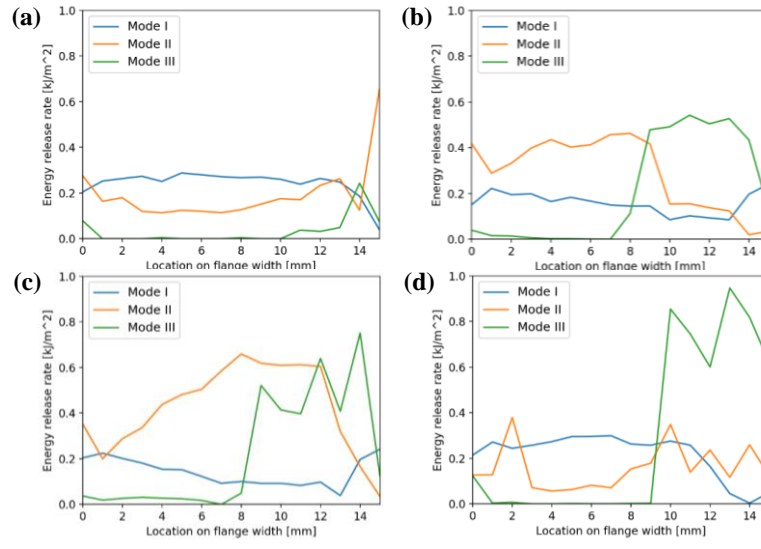 (a)
Energy release rate [kJ/m^2]
1.0
0.8
0.6
0.4
0.2
0.0
Mode I
Mode II
Mode III
0 2 4 6 8 10 12 14
Location on flange width [mm]
(b)
Energy release rate [kJ/m^2]
1.0
0.8
0.6
0.4
0.2
0.0
Mode I
Mode II
Mode III
0 2 4 6 8 10 12 14
Location on flange width [mm]
(c)
Energy release rate [kJ/m^2]
1.0
0.8
0.6
0.4
0.2
0.0
Mode I
Mode II
Mode III
0 2 4 6 8 10 12 14
Location on flange width [mm]
(d)
Energy release rate [kJ/m^2]
1.0
0.8
0.6
0.4
0.2
0.0
Mode I
Mode II
Mode III
0 2 4 6 8 10 12 14
Location on flange width [mm]